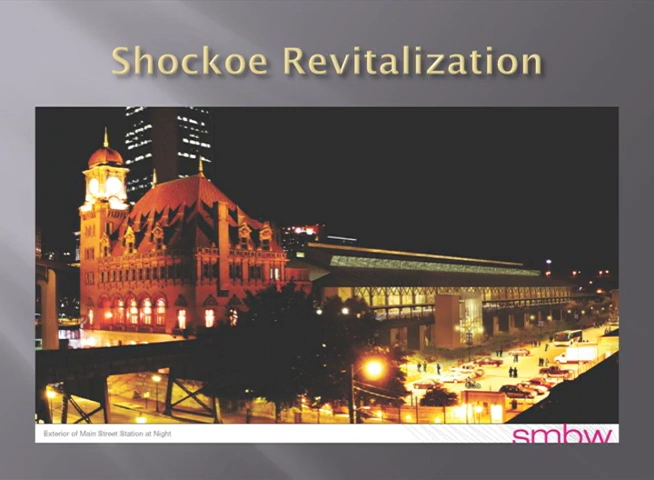 Shockoe Revitalization
Exterior of Main Street Station at Night
smbw